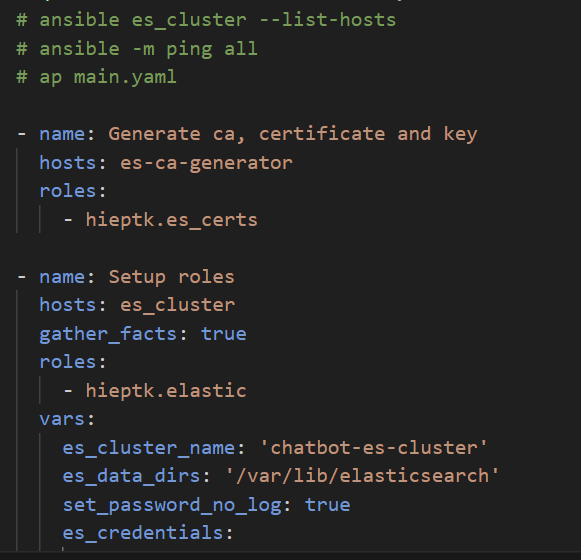 # ansible es_cluster --list-hosts
# ansible -m ping all
# ap main.yaml
- name: Generate ca, certificate and key
hosts: es-ca-generator
roles:
- hieptk.es_certs
- name: Setup roles
hosts: es_cluster
gather_facts: true
roles:
- hieptk.elastic
vars:
es_cluster_name: 'chatbot-es-cluster'
es_data_dirs: '/var/lib/elasticsearch'
set_password_no_log: true
es_credentials: